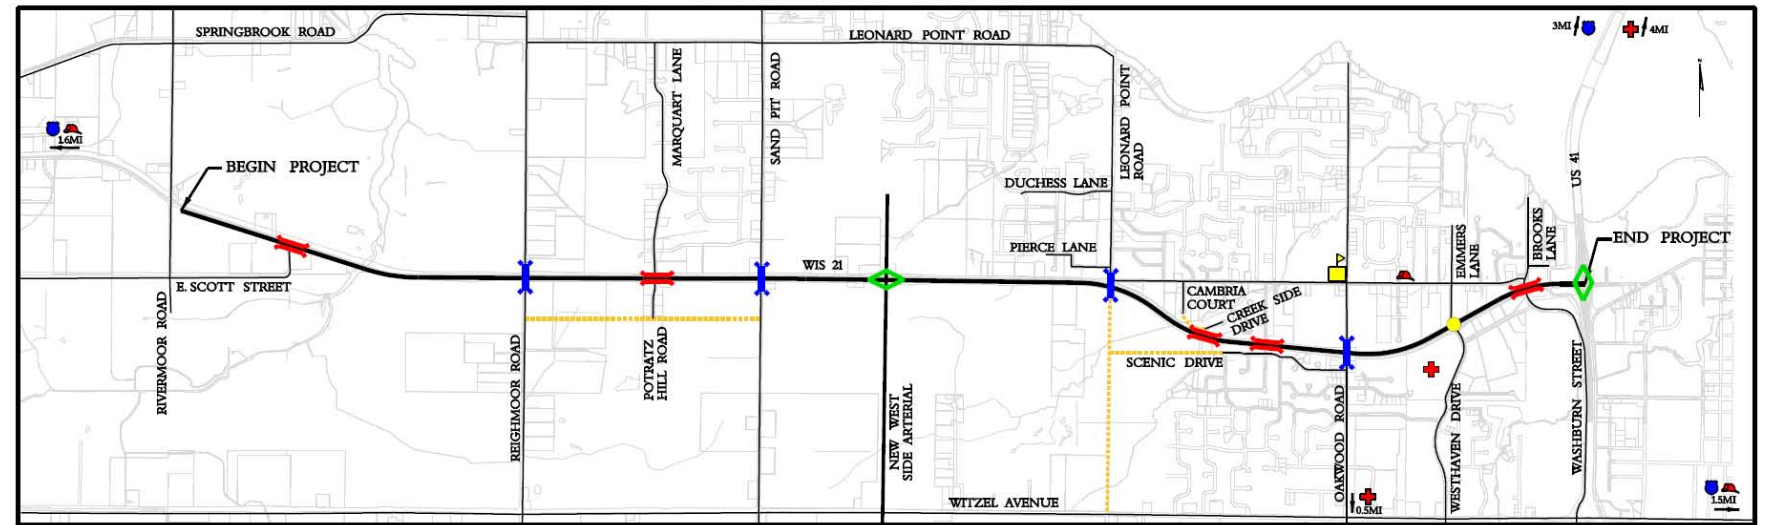 SPRINGBROOK ROAD
LEONARD POINT ROAD
3MI
4MI
N
MARQUART LANE
SAND PIT ROAD
LEONARD POINT
ROAD
US 41
1.6MI
BEGIN PROJECT
DUCHESS LANE
PIERCE LANE
EMMERS
LANE
BROOKS
LANE
END PROJECT
WIS 21
E. SCOTT STREET
CAMBRIA
COURT
CREEK SIDE
DRIVE
RIVERMOOR ROAD
REIGHMOOR ROAD
POTRATZ
HILL ROAD
NEW WEST
SIDE ARTERIAL
SCENIC DRIVE
OAKWOOD ROAD
WESTHAVEN DRIVE
WASHBURN STREET
WITZEL AVENUE
0.5MI
1.5MI